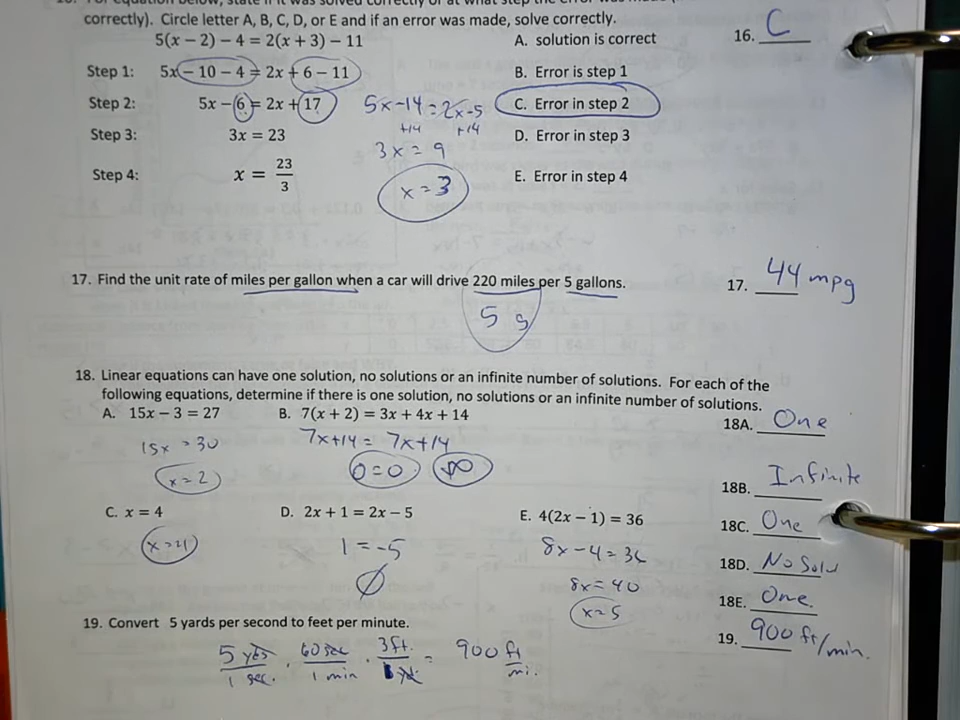 correctly). Circle letter A, B, C, D, or E and if an error was made, solve correctly.
5(x − 2) − 4 = 2(x + 3) − 11 A. solution is correct 16. C
Step 1: 5x − 10 − 4 = 2x + 6 − 11 B. Error is step 1
Step 2: 5x − 6 = 2x + 17 5x−14 = 2x−5 C. Error in step 2
+14 +14
Step 3: 3x = 23 D. Error in step 3
3x = 9
Step 4: x = 23/3 E. Error in step 4
x = 3
17. Find the unit rate of miles per gallon when a car will drive 220 miles per 5 gallons. 17. 44 mpg
5 5
18. Linear equations can have one solution, no solutions or an infinite number of solutions. For each of the
following equations, determine if there is one solution, no solutions or an infinite number of solutions.
A. 15x − 3 = 27 B. 7(x + 2) = 3x + 4x + 14 18A. One
15x = 30 7x+14 = 7x+14
x = 2 0=0 ∞ 18B. Infinite
C. x = 4 D. 2x + 1 = 2x − 5 E. 4(2x − 1) = 36 18C. One
x=4 1 = −5 8x − 4 = 36 18D. No Solu
∅ 8x = 40
x = 5 18E. One.
19. Convert 5 yards per second to feet per minute. 19. 900 ft/min.
5 yds/1 sec. · 60 sec/1 min · 3 ft./1 yd. = 900 ft/mi.